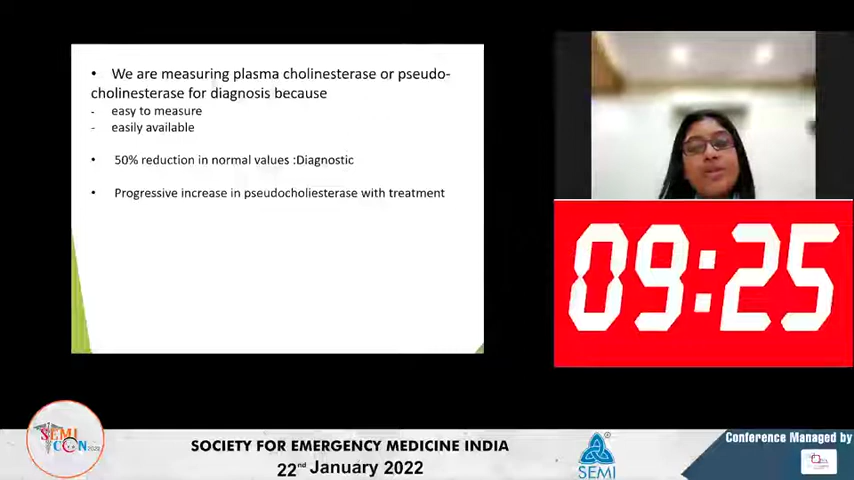 • We are measuring plasma cholinesterase or pseudo-
cholinesterase for diagnosis because
- easy to measure
- easily available
• 50% reduction in normal values :Diagnostic
• Progressive increase in pseudocholiesterase with treatment
09:25
SEMI
CON2022
SOCIETY FOR EMERGENCY MEDICINE INDIA
22nd January 2022
SEMI
Conference Managed by